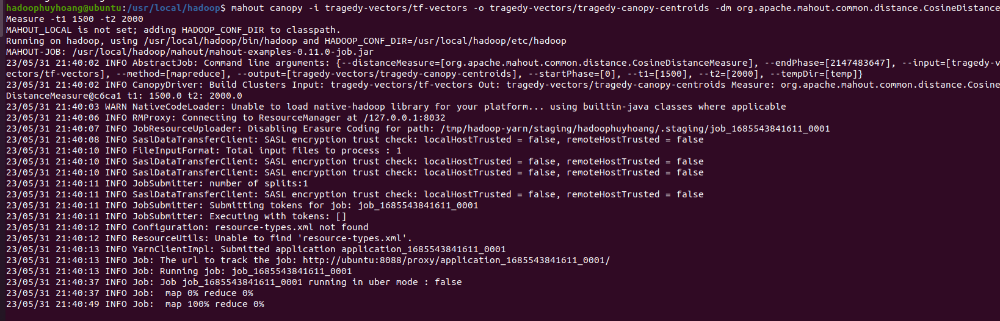 hadoophuyhoang@ubuntu:/usr/local/hadoop$ mahout canopy -i tragedy-vectors/tf-vectors -o tragedy-vectors/tragedy-canopy-centroids -dm org.apache.mahout.common.distance.CosineDistance
Measure -t1 1500 -t2 2000
MAHOUT_LOCAL is not set; adding HADOOP_CONF_DIR to classpath.
Running on hadoop, using /usr/local/hadoop/bin/hadoop and HADOOP_CONF_DIR=/usr/local/hadoop/etc/hadoop
MAHOUT-JOB: /usr/local/hadoop/mahout/mahout-examples-0.11.0-job.jar
23/05/31 21:40:02 INFO AbstractJob: Command line arguments: {--distanceMeasure=[org.apache.mahout.common.distance.CosineDistanceMeasure], --endPhase=[2147483647], --input=[tragedy-v
ectors/tf-vectors], --method=[mapreduce], --output=[tragedy-vectors/tragedy-canopy-centroids], --startPhase=[0], --t1=[1500], --t2=[2000], --tempDir=[temp]}
23/05/31 21:40:02 INFO CanopyDriver: Build Clusters Input: tragedy-vectors/tf-vectors Out: tragedy-vectors/tragedy-canopy-centroids Measure: org.apache.mahout.common.distance.Cosine
DistanceMeasure@c6ca1 t1: 1500.0 t2: 2000.0
23/05/31 21:40:03 WARN NativeCodeLoader: Unable to load native-hadoop library for your platform... using builtin-java classes where applicable
23/05/31 21:40:06 INFO RMProxy: Connecting to ResourceManager at /127.0.0.1:8032
23/05/31 21:40:07 INFO JobResourceUploader: Disabling Erasure Coding for path: /tmp/hadoop-yarn/staging/hadoophuyhoang/.staging/job_1685543841611_0001
23/05/31 21:40:08 INFO SaslDataTransferClient: SASL encryption trust check: localHostTrusted = false, remoteHostTrusted = false
23/05/31 21:40:10 INFO FileInputFormat: Total input files to process : 1
23/05/31 21:40:10 INFO SaslDataTransferClient: SASL encryption trust check: localHostTrusted = false, remoteHostTrusted = false
23/05/31 21:40:10 INFO SaslDataTransferClient: SASL encryption trust check: localHostTrusted = false, remoteHostTrusted = false
23/05/31 21:40:11 INFO JobSubmitter: number of splits:1
23/05/31 21:40:11 INFO SaslDataTransferClient: SASL encryption trust check: localHostTrusted = false, remoteHostTrusted = false
23/05/31 21:40:11 INFO JobSubmitter: Submitting tokens for job: job_1685543841611_0001
23/05/31 21:40:11 INFO JobSubmitter: Executing with tokens: []
23/05/31 21:40:12 INFO Configuration: resource-types.xml not found
23/05/31 21:40:12 INFO ResourceUtils: Unable to find 'resource-types.xml'.
23/05/31 21:40:13 INFO YarnClientImpl: Submitted application application_1685543841611_0001
23/05/31 21:40:13 INFO Job: The url to track the job: http://ubuntu:8088/proxy/application_1685543841611_0001/
23/05/31 21:40:13 INFO Job: Running job: job_1685543841611_0001
23/05/31 21:40:37 INFO Job: Job job_1685543841611_0001 running in uber mode : false
23/05/31 21:40:37 INFO Job:  map 0% reduce 0%
23/05/31 21:40:49 INFO Job:  map 100% reduce 0%